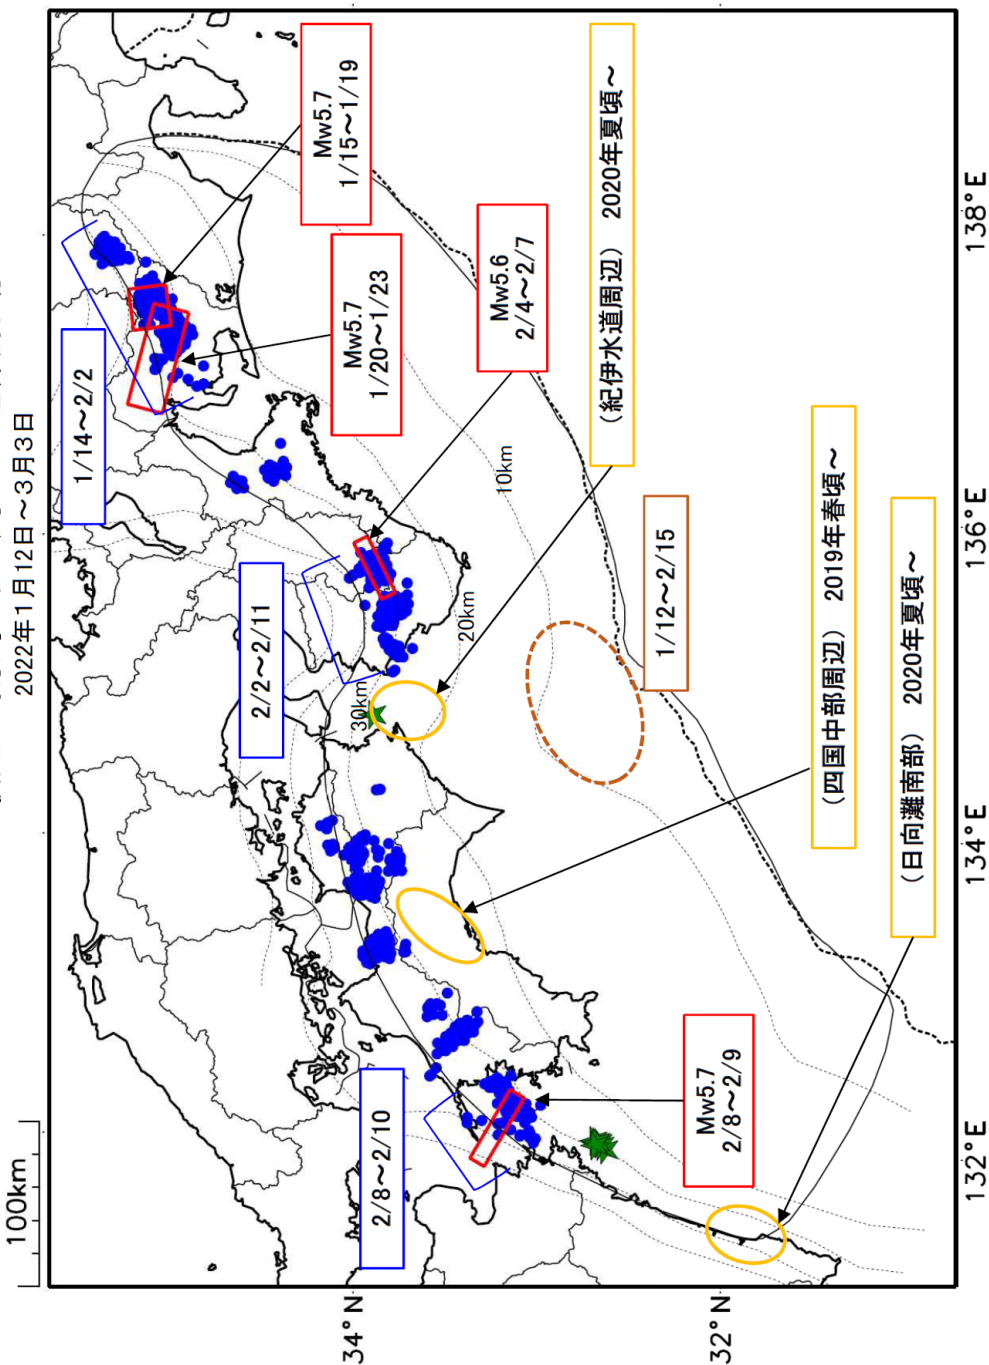 2022年1月12日～3月3日
100km
1/14～2/2
Mw5.7
1/15～1/19
Mw5.7
1/20～1/23
2/2～2/11
Mw5.6
2/4～2/7
（紀伊水道周辺） 2020年夏頃～
30km
20km
10km
1/12～2/15
（四国中部周辺） 2019年春頃～
（日向灘南部） 2020年夏頃～
2/8～2/10
Mw5.7
2/8～2/9
34°N
32°N
132°E
134°E
136°E
138°E